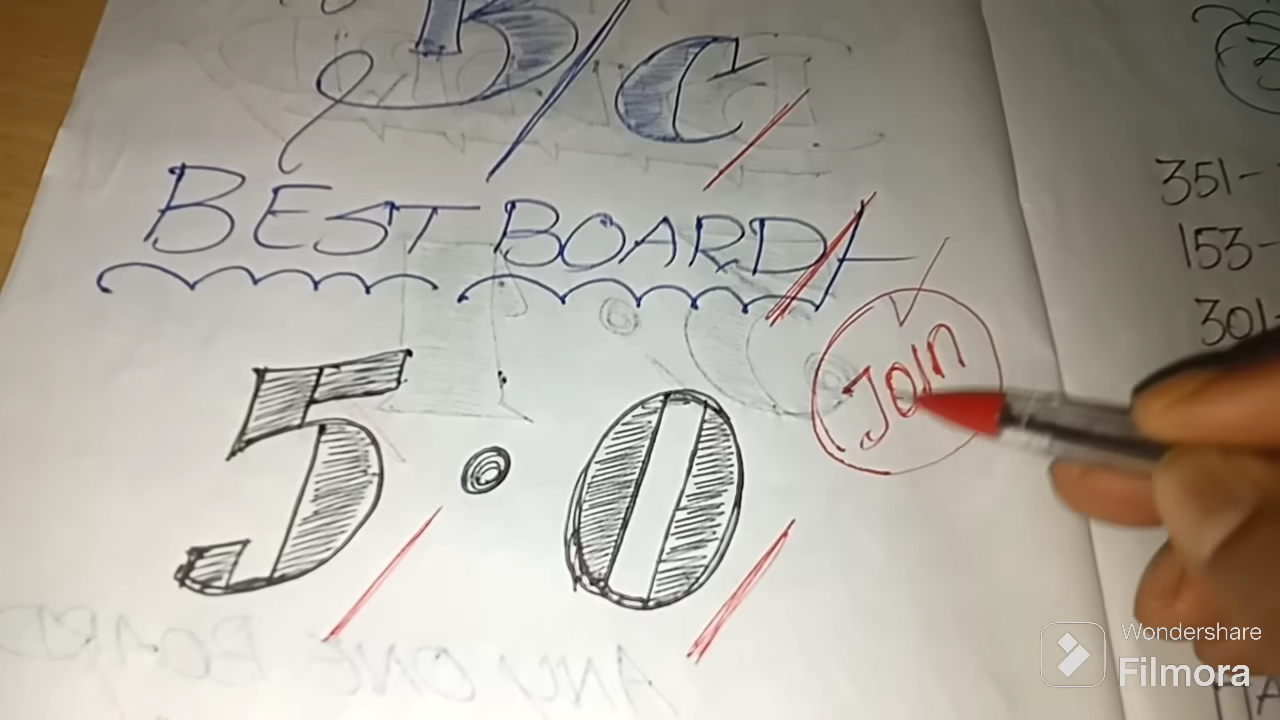 B/C
BEST BOARD/-
5.0
Join
351-
153-
301-
Wondershare
Filmora